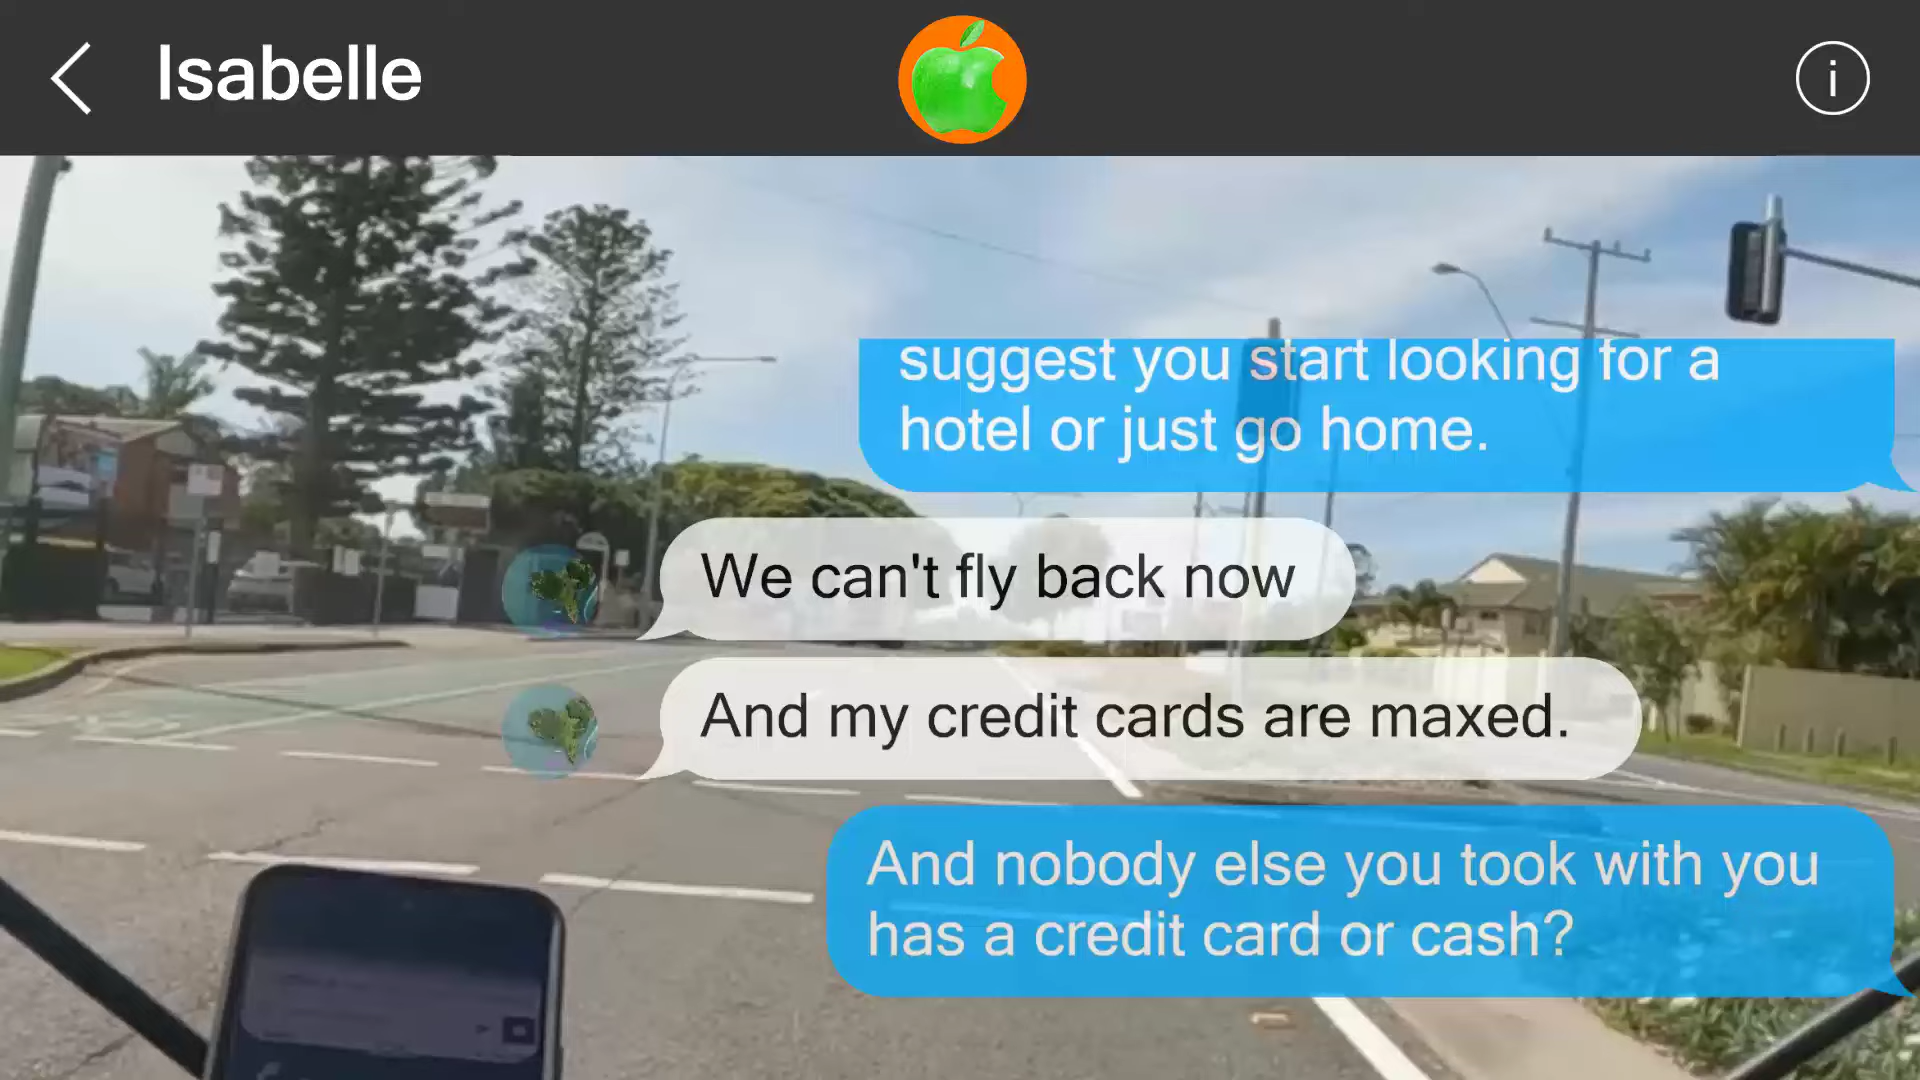 Isabelle
suggest you start looking for a
hotel or just go home.
We can't fly back now
And my credit cards are maxed.
And nobody else you took with you
has a credit card or cash?